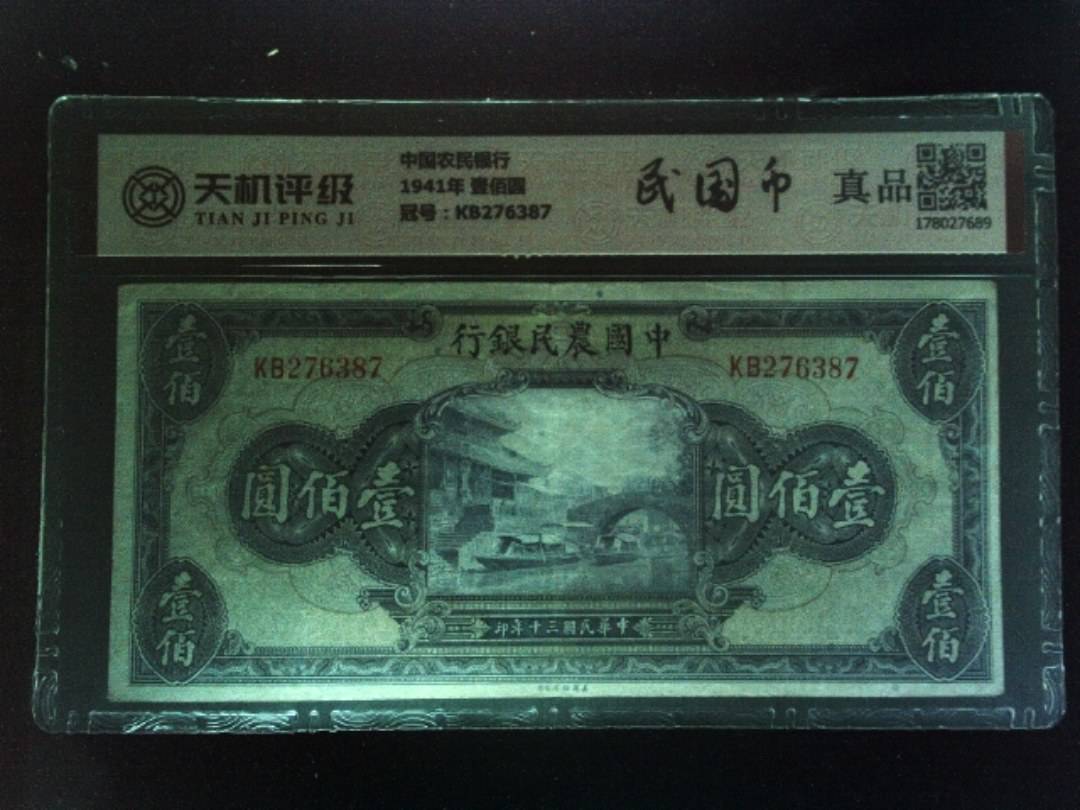 天机评级
TIAN JI PING JI
中国农民银行
1941年 壹佰圆
冠号：KB276387
民国币
真品
178027689
中國農民銀行
KB276387
KB276387
壹佰
壹佰
壹佰圓
壹佰圓
壹佰
壹佰
中華民國三十年印